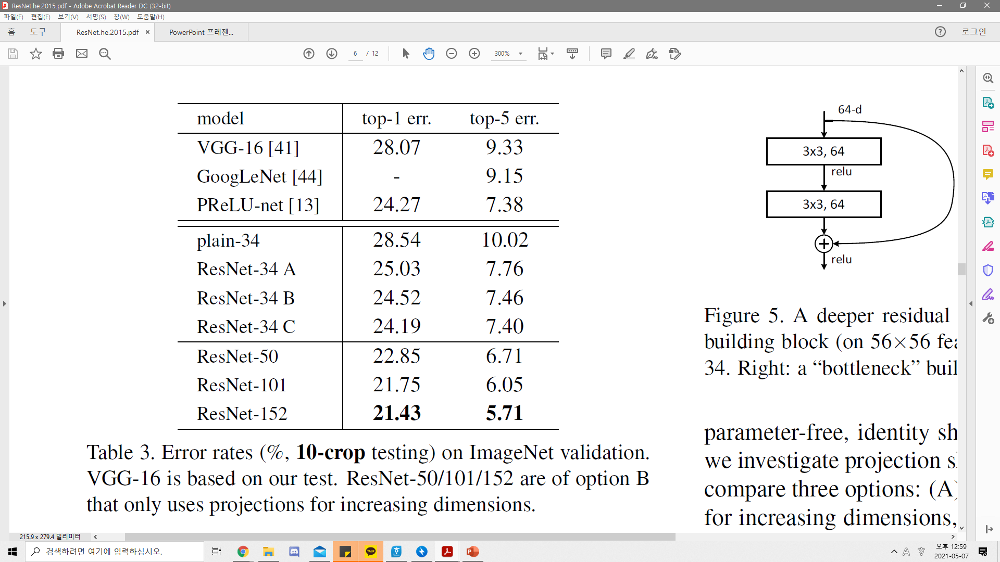 ResNet.he.2015.pdf - Adobe Acrobat Reader DC (32-bit)
파일(F) 편집(E) 보기(V) 서명(S) 창(W) 도움말(H)
홈 도구 ResNet.he.2015.pdf × PowerPoint 프레젠... 로그인
6 / 12 300%
model top-1 err. top-5 err.
VGG-16 [41] 28.07 9.33
GoogLeNet [44] - 9.15
PReLU-net [13] 24.27 7.38
plain-34 28.54 10.02
ResNet-34 A 25.03 7.76
ResNet-34 B 24.52 7.46
ResNet-34 C 24.19 7.40
ResNet-50 22.85 6.71
ResNet-101 21.75 6.05
ResNet-152 21.43 5.71
Table 3. Error rates (%, 10-crop testing) on ImageNet validation.
VGG-16 is based on our test. ResNet-50/101/152 are of option B
that only uses projections for increasing dimensions.
64-d
3x3, 64
relu
3x3, 64
relu
Figure 5. A deeper residual
building block (on 56×56 fea
34. Right: a “bottleneck” buil
parameter-free, identity sh
we investigate projection s
compare three options: (A)
for increasing dimensions,
215.9 x 279.4 밀리미터
검색하려면 여기에 입력하십시오.
TALK
A 호
오후 12:59
2021-05-07